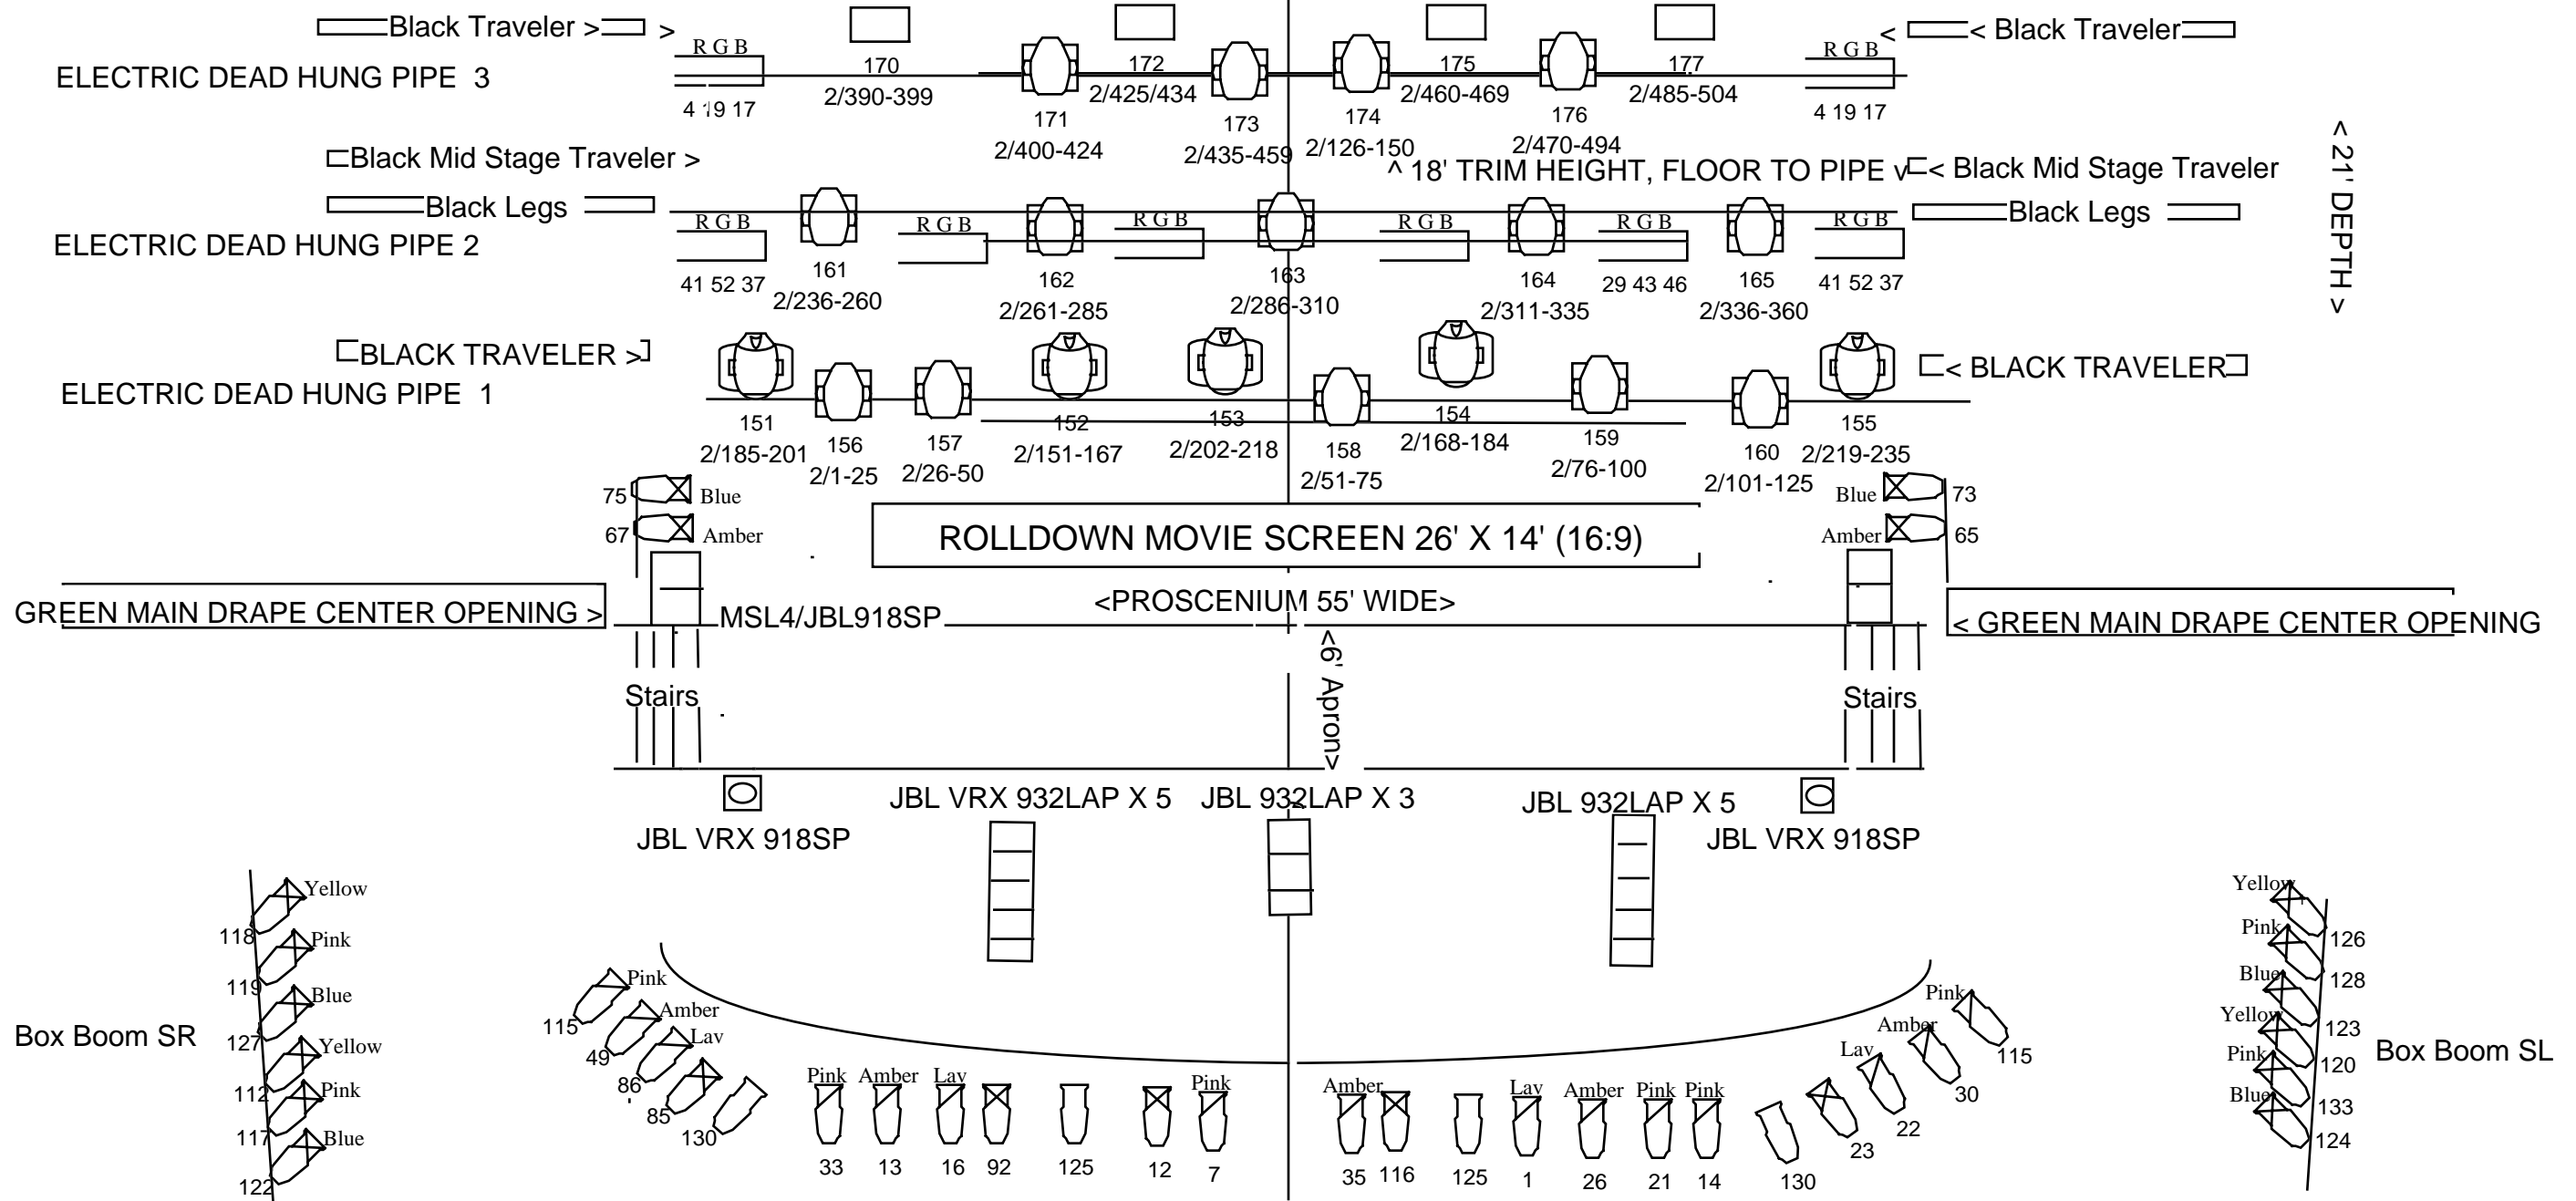 Black Traveler > >
< < Black Traveler
R G B
R G B
ELECTRIC DEAD HUNG PIPE 3
170
172
175
177
2/390-399
2/425/434
2/460-469
2/485-504
4 19 17
171
173
174
176
4 19 17
2/400-424
2/435-459
2/126-150
2/470-494
Black Mid Stage Traveler >
^ 18' TRIM HEIGHT, FLOOR TO PIPE v
< Black Mid Stage Traveler
< 21' DEPTH >
Black Legs
Black Legs
R G B
R G B
R G B
R G B
R G B
ELECTRIC DEAD HUNG PIPE 2
41 52 37
161
162
163
164
29 43 46
165
41 52 37
2/236-260
2/261-285
2/286-310
2/311-335
2/336-360
BLACK TRAVELER >
< BLACK TRAVELER
ELECTRIC DEAD HUNG PIPE 1
151
156
157
152
153
158
154
159
160
155
2/185-201
2/1-25
2/26-50
2/151-167
2/202-218
2/51-75
2/168-184
2/76-100
2/101-125
2/219-235
75
Blue
Blue
73
67
Amber
Amber
65
ROLLDOWN MOVIE SCREEN 26' X 14' (16:9)
<PROSCENIUM 55' WIDE>
GREEN MAIN DRAPE CENTER OPENING >
MSL4/JBL918SP
< GREEN MAIN DRAPE CENTER OPENING
<6' Apron>
Stairs
Stairs
JBL VRX 932LAP X 5
JBL 932LAP X 3
JBL 932LAP X 5
JBL VRX 918SP
JBL VRX 918SP
Yellow
118
Pink
119
Blue
127
Yellow
112
Pink
117
Blue
122
Box Boom SR
Pink
115
Amber
49
Lav
86
85
130
Pink
Amber
Lav
Pink
33
13
16
92
125
12
7
Amber
Lav
Amber
Pink
Pink
35
116
125
1
26
21
14
130
23
Lav
22
Amber
30
Pink
115
Yellow
126
Pink
128
Blue
123
Yellow
120
Pink
133
Blue
124
Box Boom SL